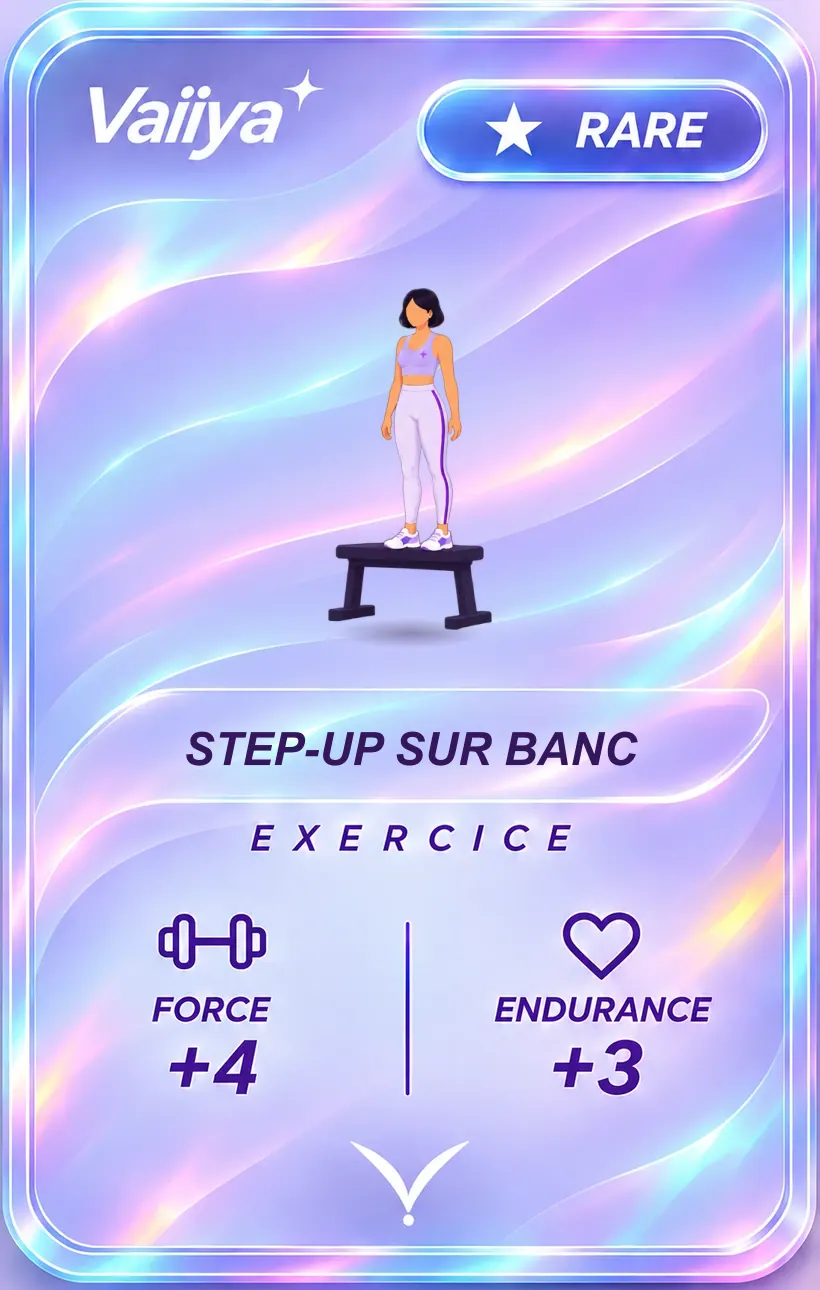 Vaiiya
RARE
STEP-UP SUR BANC
EXERCICE
FORCE
+4
ENDURANCE
+3